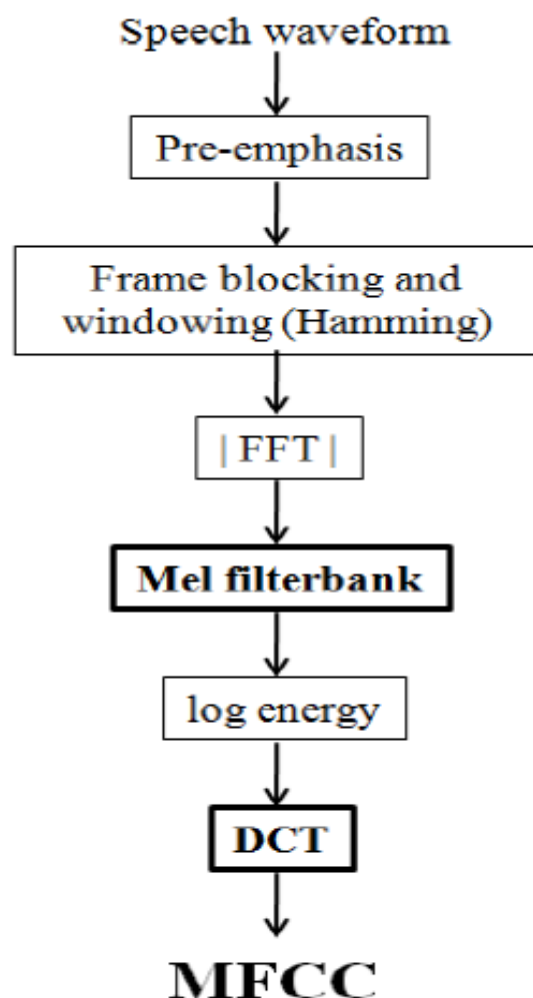 Speech waveform
Pre-emphasis
Frame blocking and
windowing (Hamming)
| FFT |
Mel filterbank
log energy
DCT
MFCC